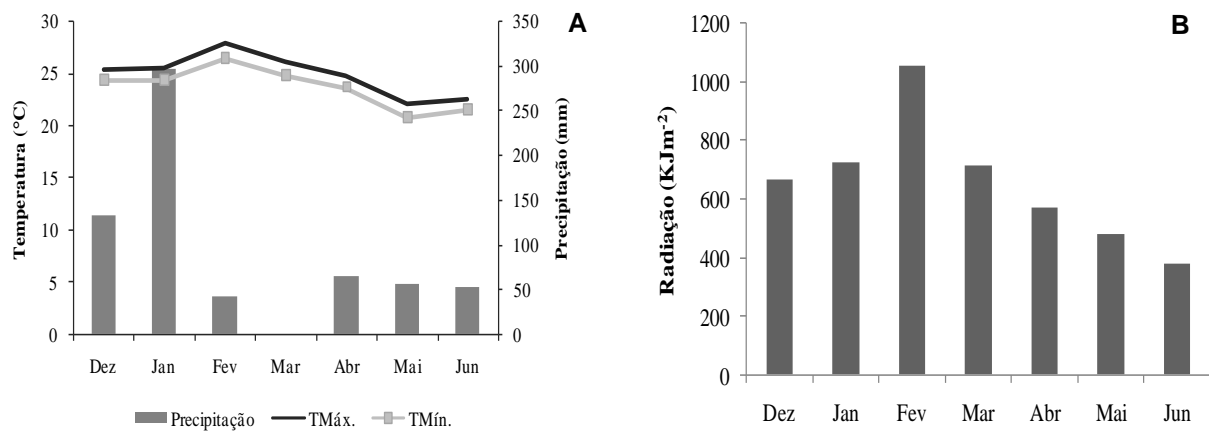 A
Temperatura (°C)
30
25
20
15
10
5
0
Precipitação (mm)
350
300
250
200
150
100
50
0
Dez Jan Fev Mar Abr Mai Jun
Precipitação TMáx. TMín.
B
Radiação (KJm-²)
1200
1000
800
600
400
200
0
Dez Jan Fev Mar Abr Mai Jun